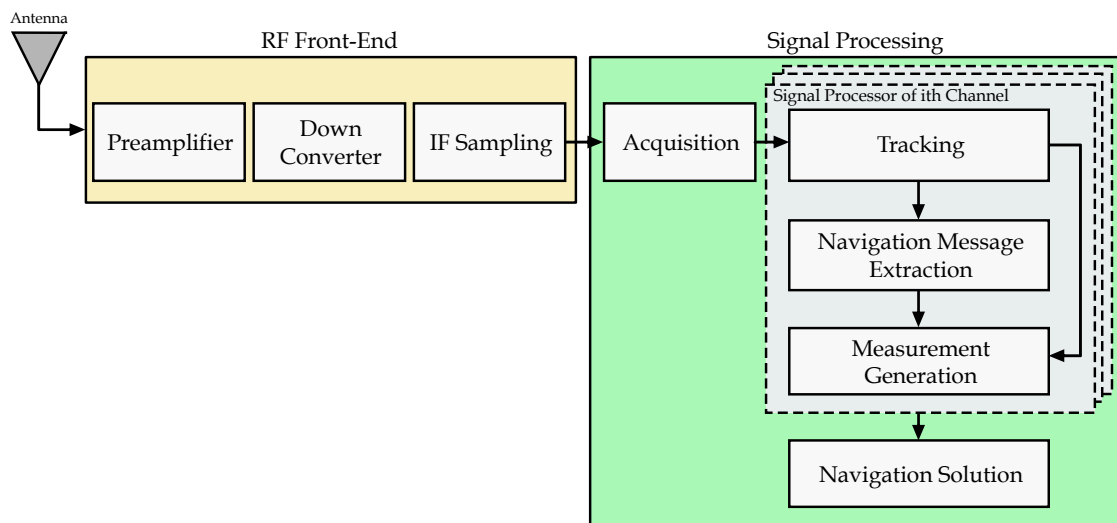 Antenna
RF Front-End
Signal Processing
Preamplifier
Down
Converter
IF Sampling
Acquisition
Signal Processor of ith Channel
Tracking
Navigation Message
Extraction
Measurement
Generation
Navigation Solution